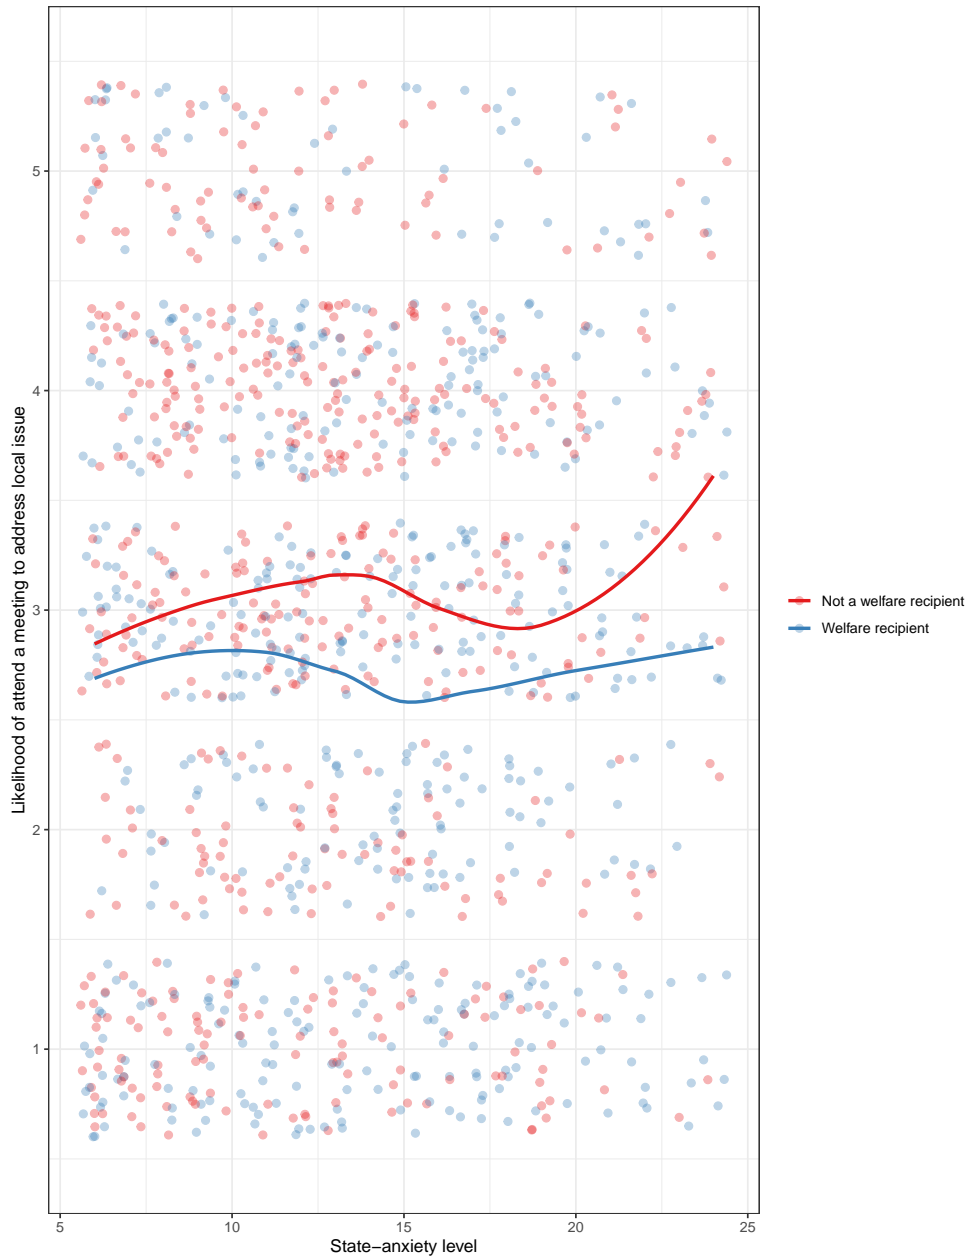 5
4
3
2
1
Likelihood of attend a meeting to address local issue
5
10
15
20
25
State−anxiety level
Not a welfare recipient
Welfare recipient